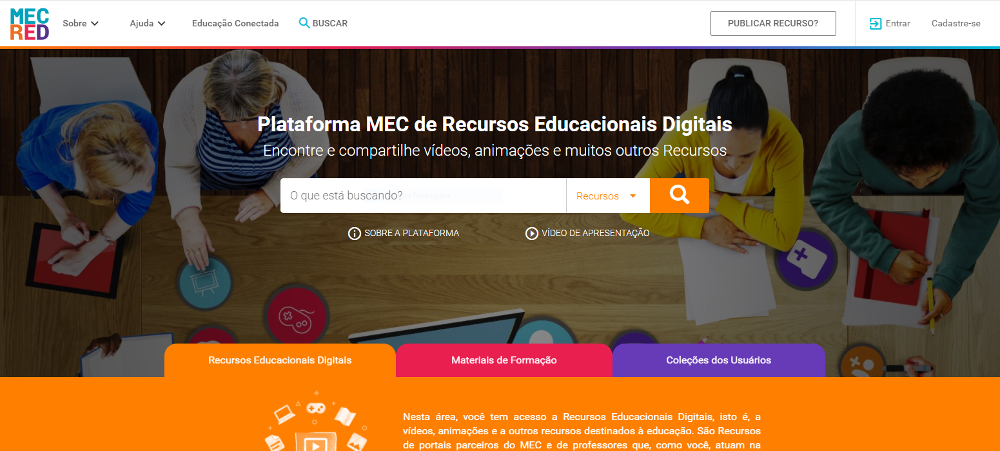 MEC
RED
Sobre
Ajuda
Educação Conectada
BUSCAR
PUBLICAR RECURSO?
Entrar
Cadastre-se
Plataforma MEC de Recursos Educacionais Digitais
Encontre e compartilhe vídeos, animações e muitos outros Recursos
O que está buscando?
Recursos
SOBRE A PLATAFORMA
VÍDEO DE APRESENTAÇÃO
Recursos Educacionais Digitais
Materiais de Formação
Coleções dos Usuários
Nesta área, você tem acesso a Recursos Educacionais Digitais, isto é, a
vídeos, animações e a outros recursos destinados à educação. São Recursos
de portais parceiros do MEC e de professores que, como você, atuam na